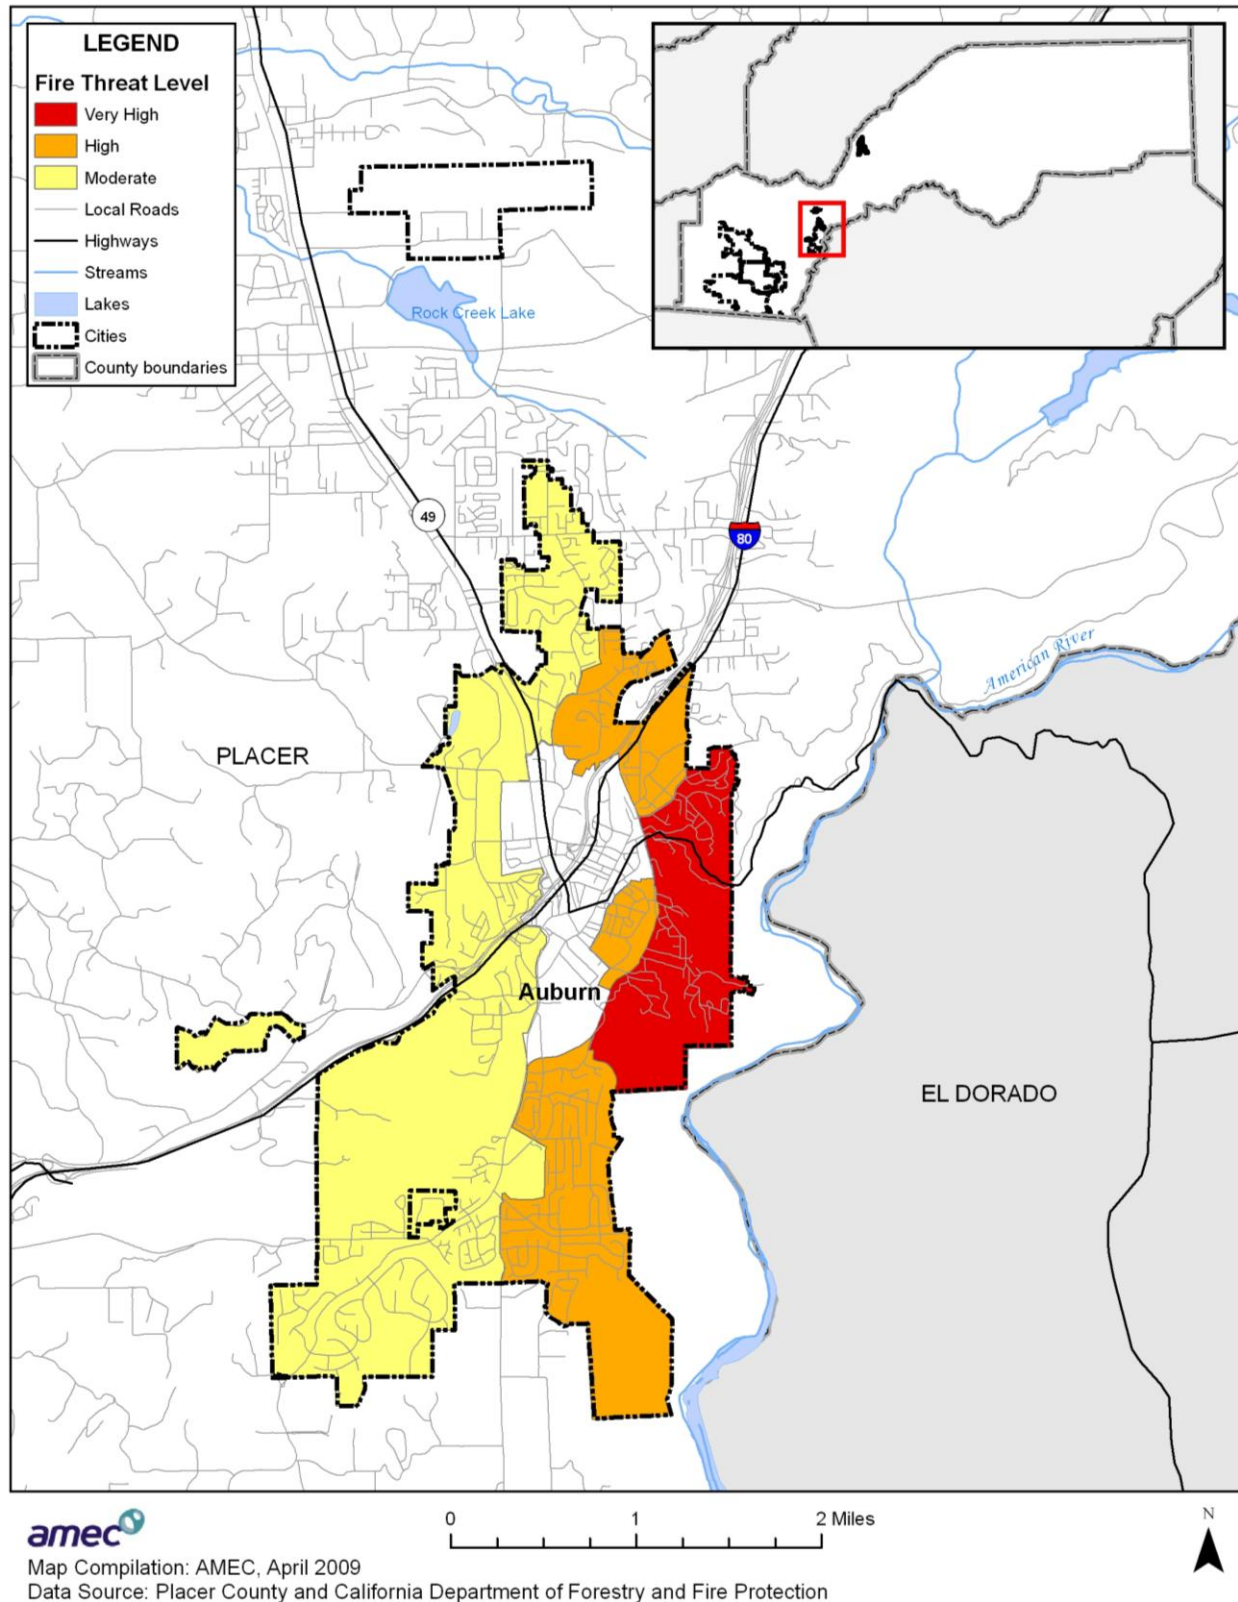 LEGEND
Fire Threat Level
Very High
High
Moderate
Local Roads
Highways
Streams
Lakes
Cities
County boundaries
Rock Creek Lake
49
80
American River
PLACER
Auburn
EL DORADO
amec
0 1 2 Miles
N
Map Compilation: AMEC, April 2009
Data Source: Placer County and California Department of Forestry and Fire Protection